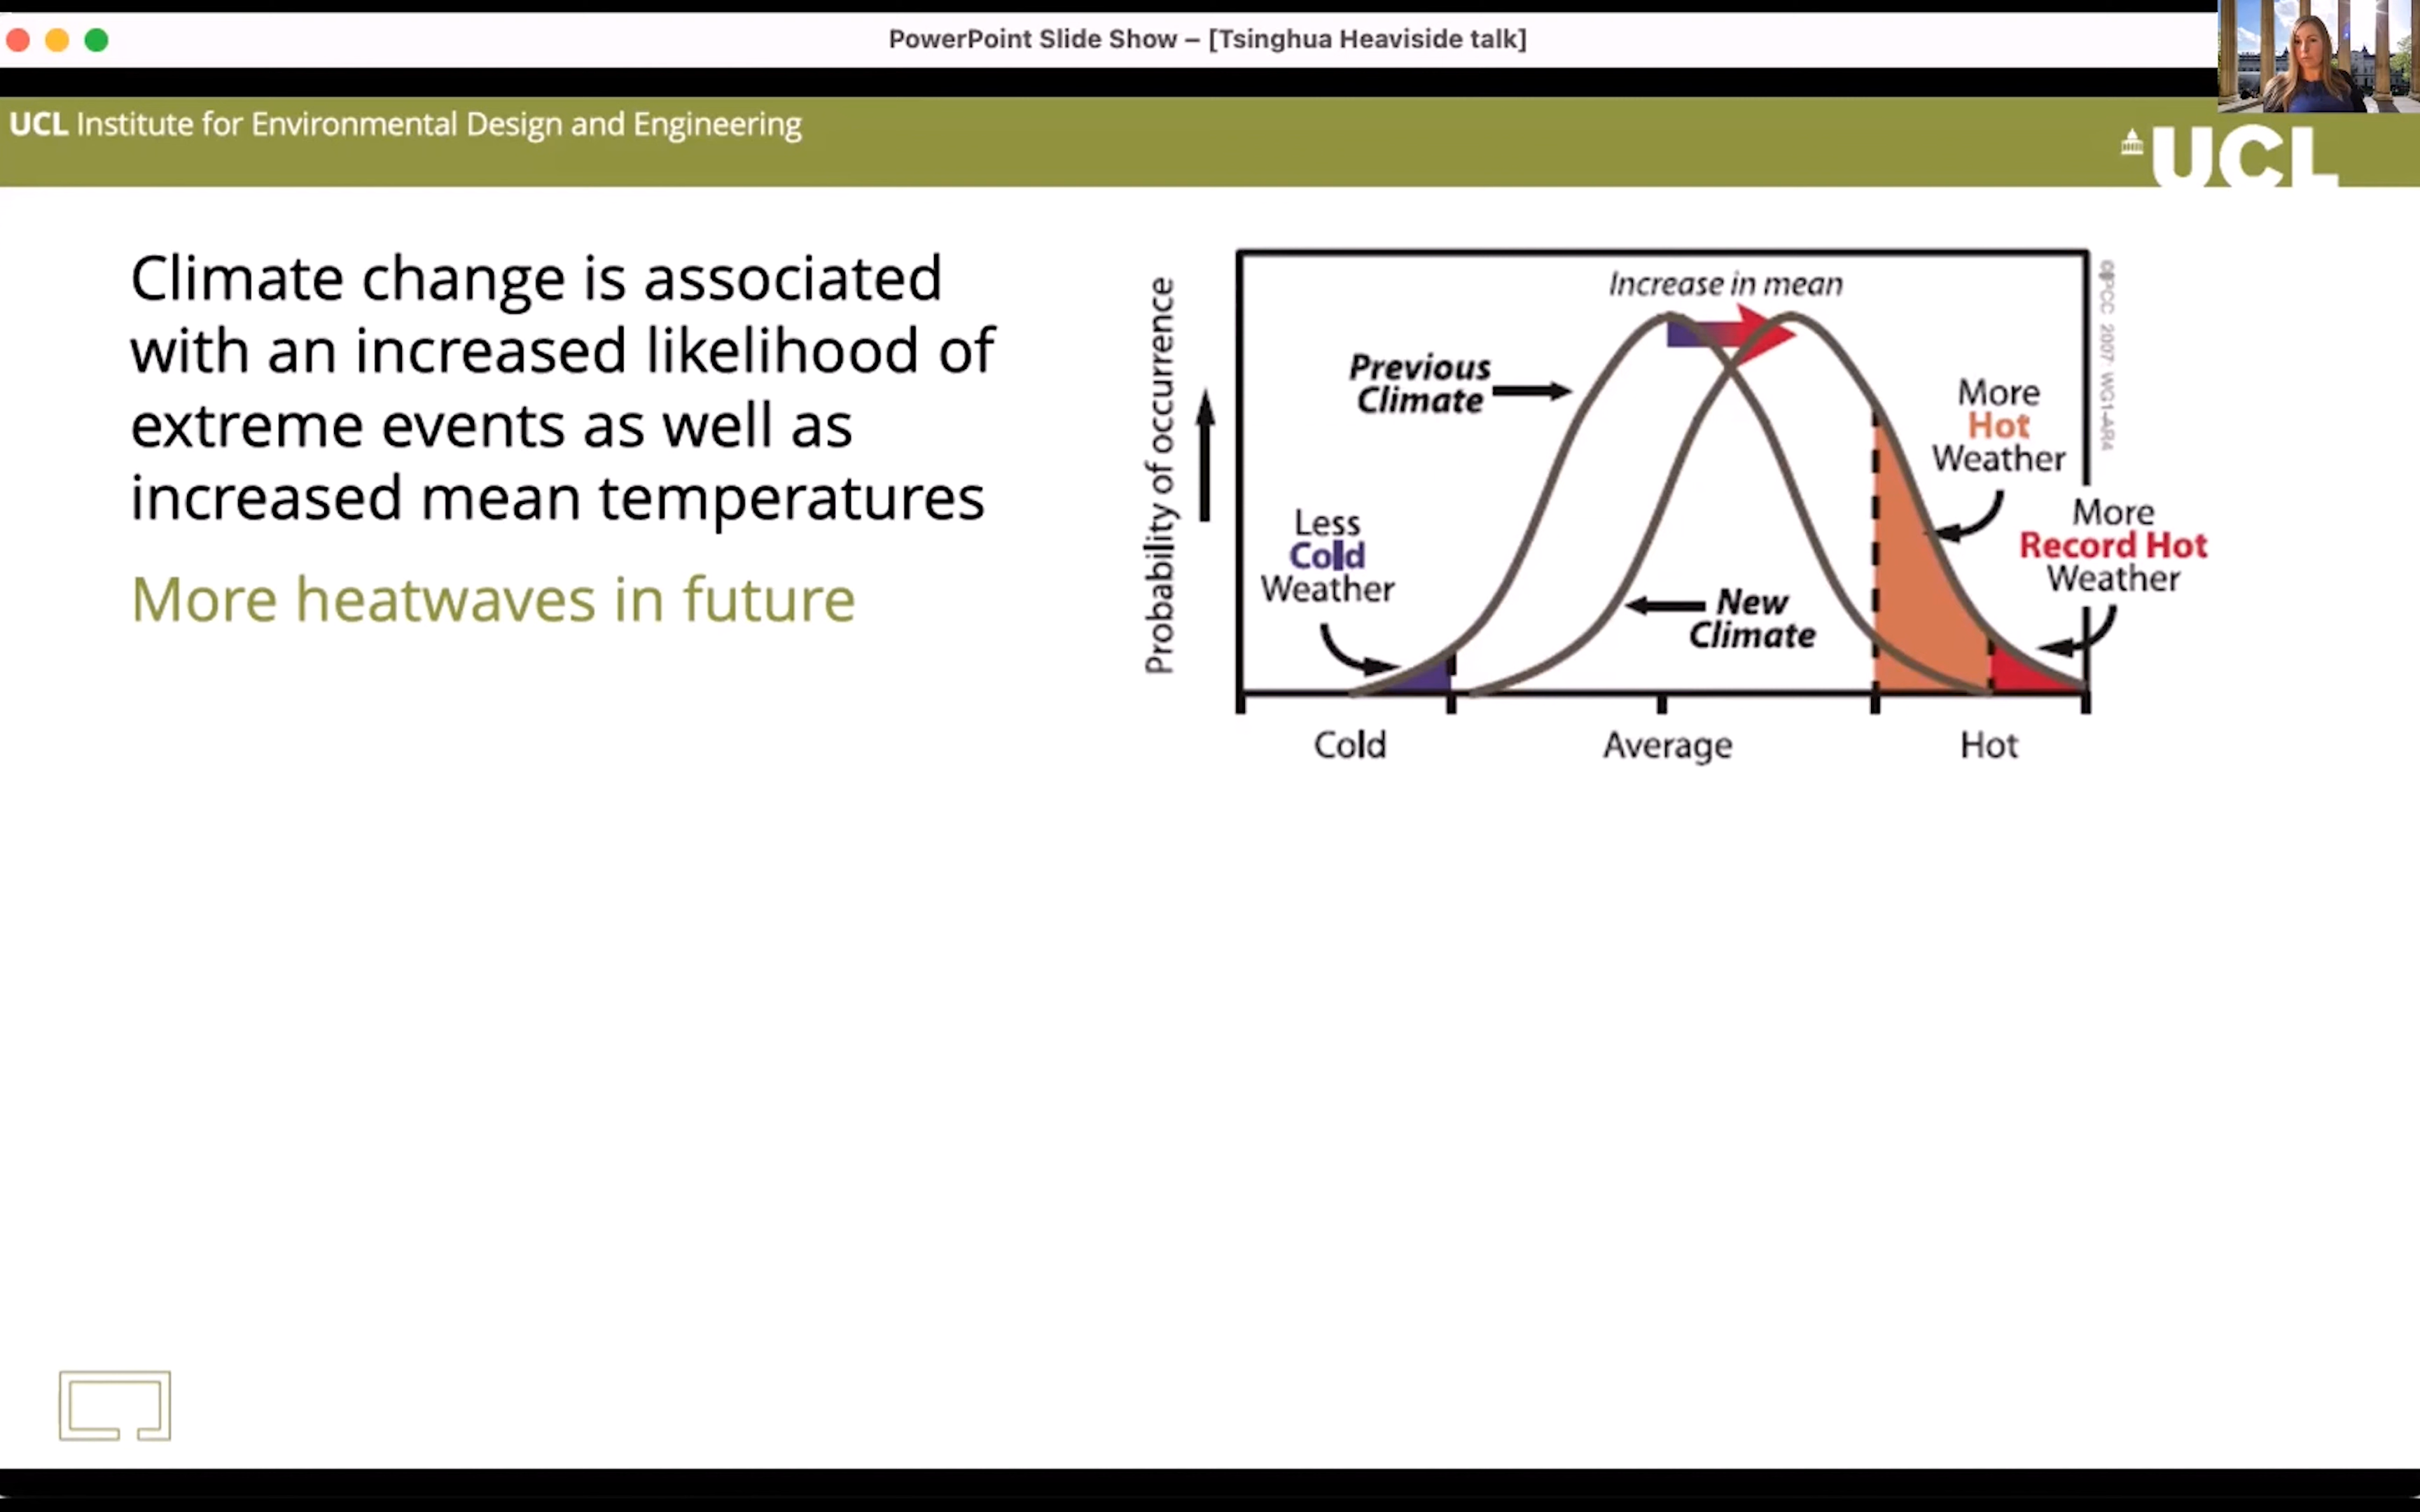 PowerPoint Slide Show – [Tsinghua Heaviside talk]
UCL Institute for Environmental Design and Engineering
UCL
Climate change is associated
with an increased likelihood of
extreme events as well as
increased mean temperatures
More heatwaves in future
Probability of occurrence
Increase in mean
Previous
Climate
Less
Cold
Weather
New
Climate
More
Hot
Weather
More
Record Hot
Weather
Cold
Average
Hot
2007: WG1-AR4